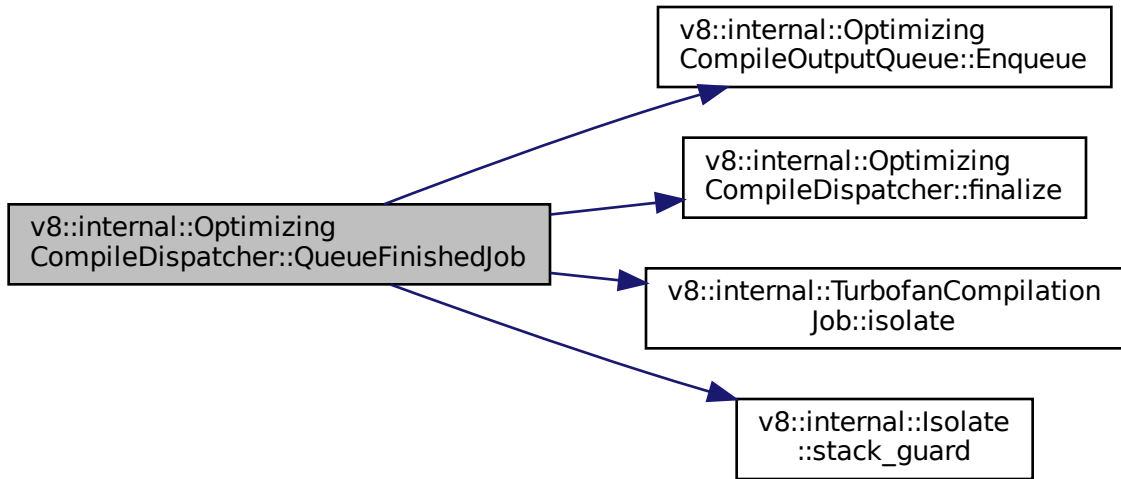 v8::internal::Optimizing
CompileOutputQueue::Enqueue
v8::internal::Optimizing
CompileDispatcher::finalize
v8::internal::Optimizing
CompileDispatcher::QueueFinishedJob
v8::internal::TurbofanCompilation
Job::isolate
v8::internal::Isolate
::stack_guard